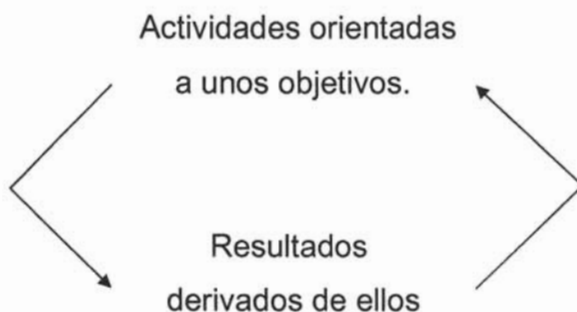 Actividades orientadas
a unos objetivos.
Resultados
derivados de ellos